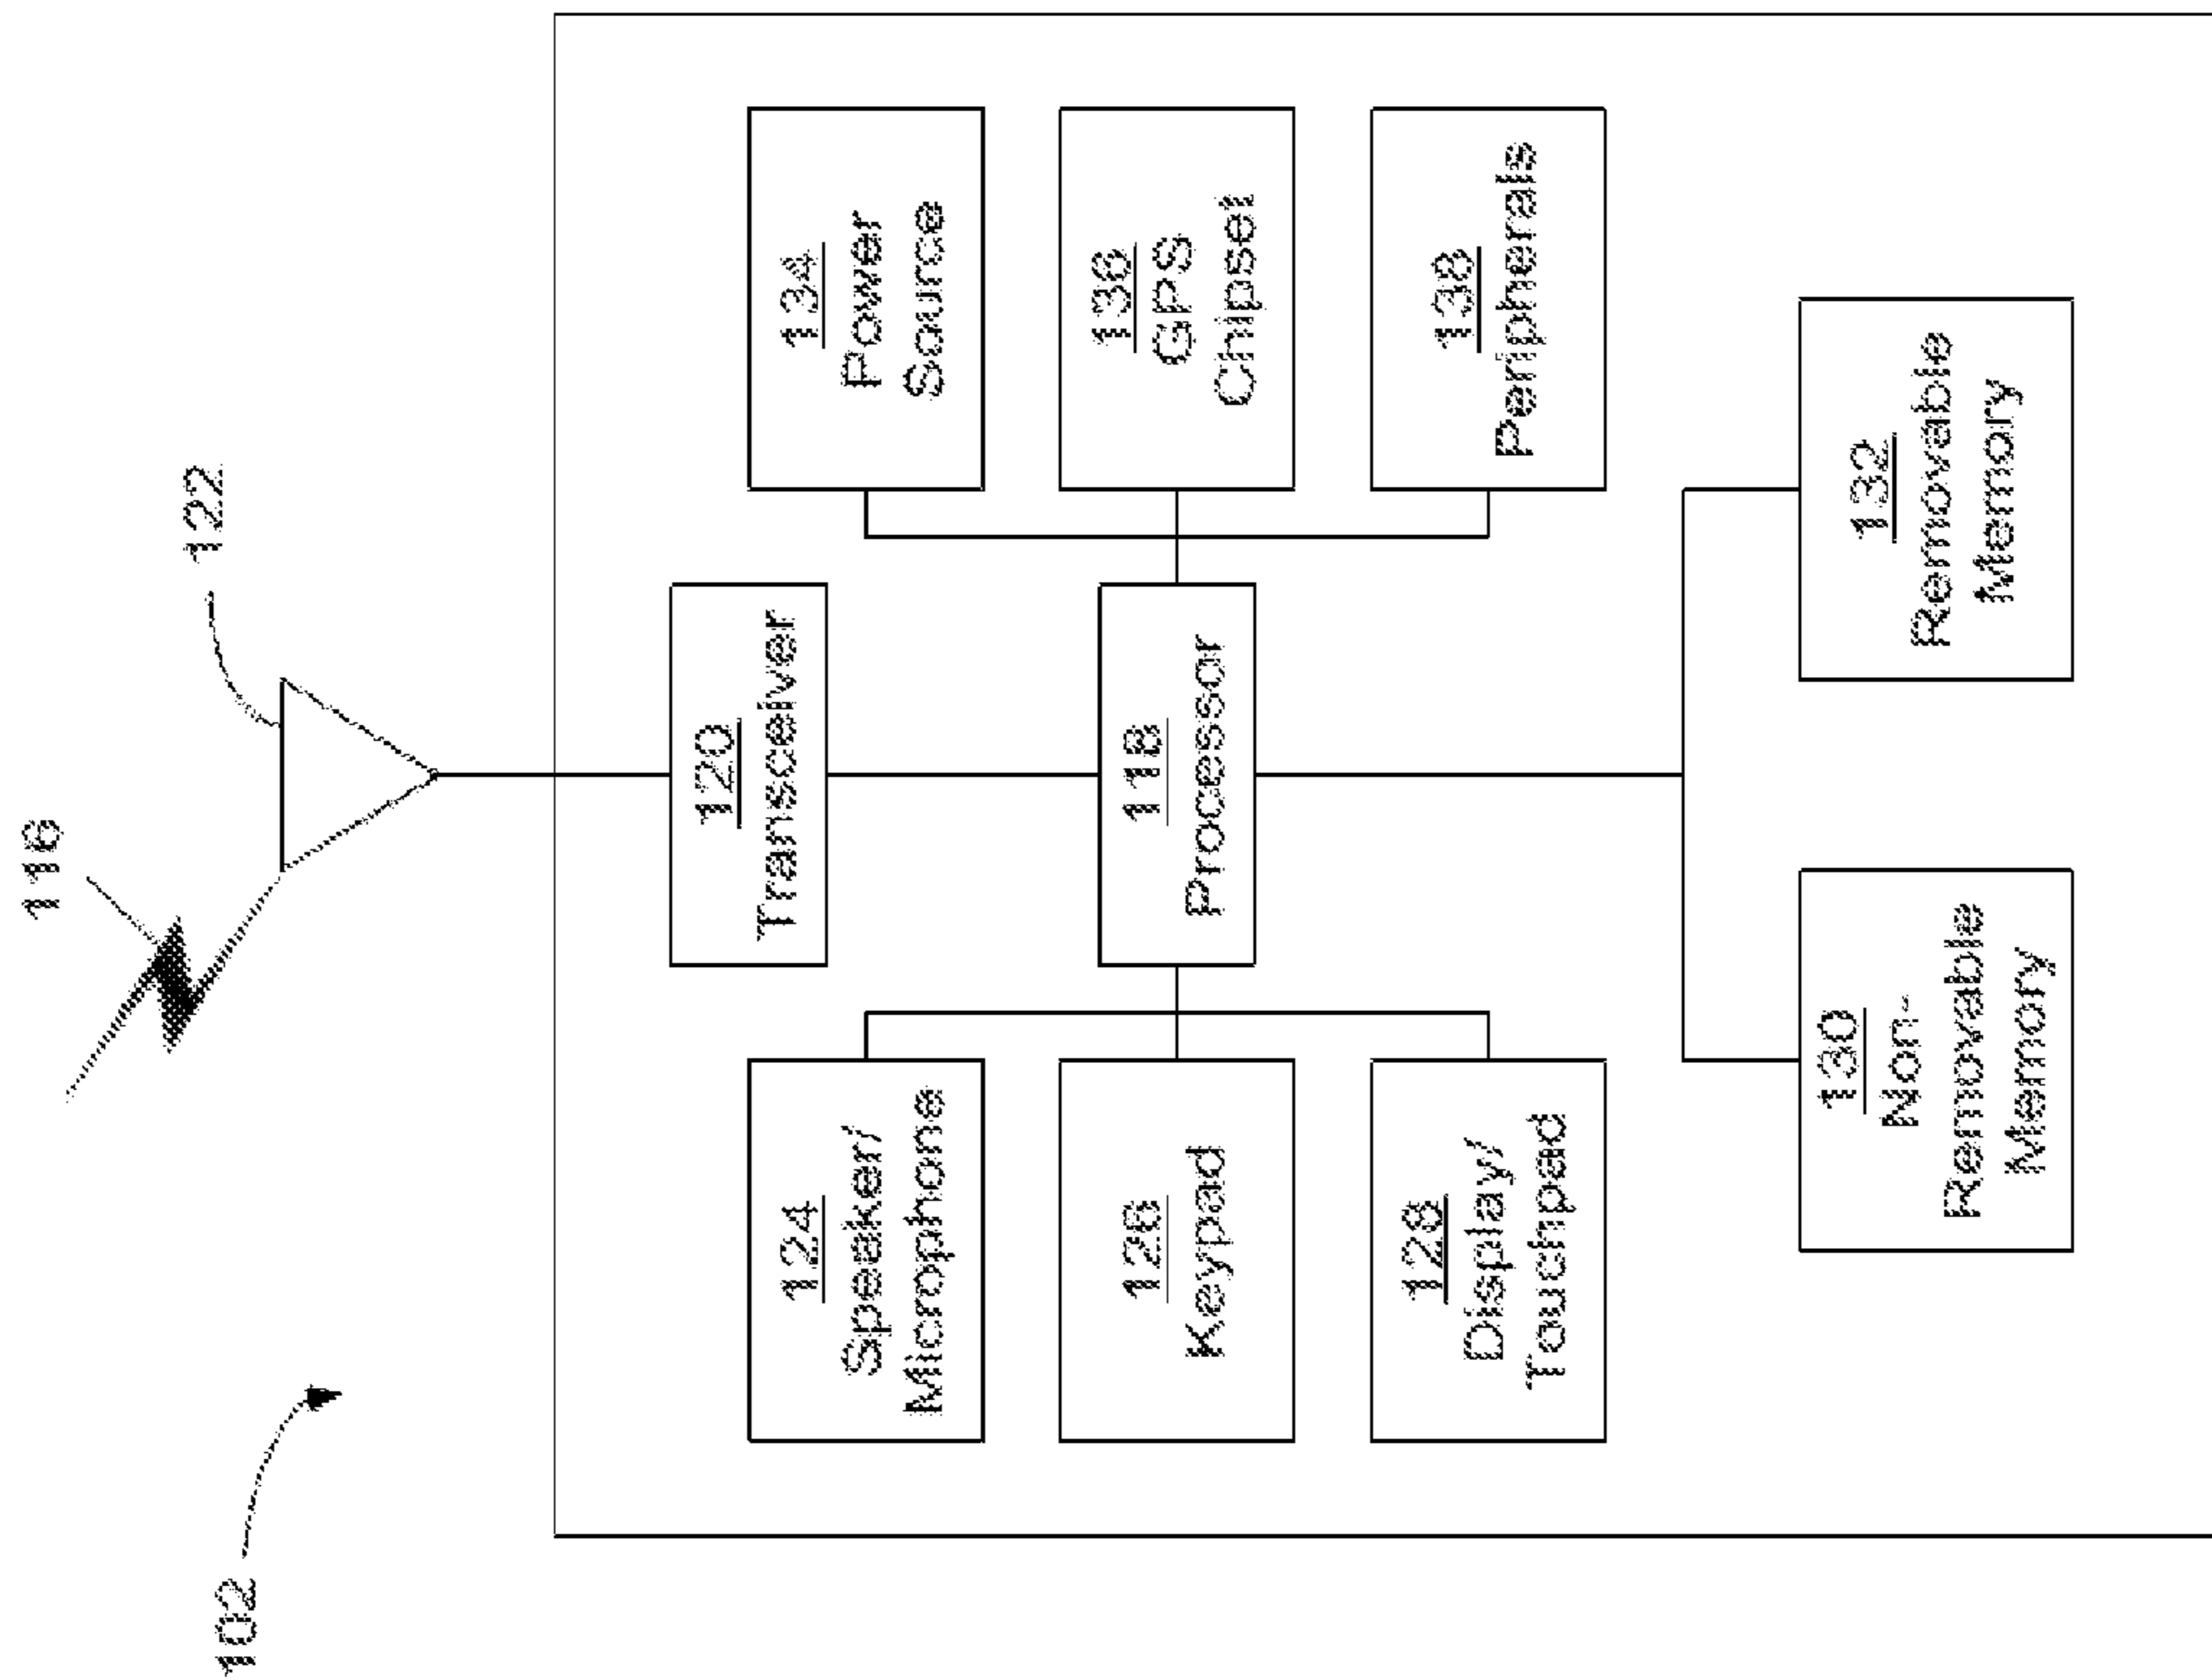 116
122
102
120
Transceiver
124
Speaker/
Microphone
134
Power
Source
118
Processor
126
Keypad
136
GPS
Chipset
128
Display/
Touchpad
138
Peripherals
130
Non-
Removable
Memory
132
Removable
Memory